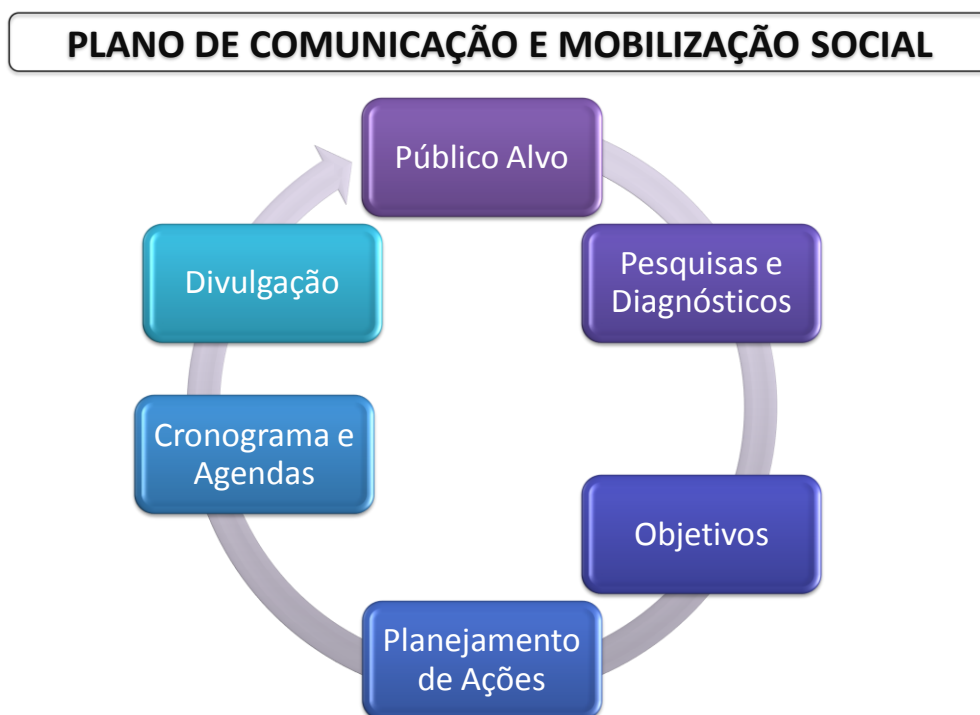 PLANO DE COMUNICAÇÃO E MOBILIZAÇÃO SOCIAL
Público Alvo
Pesquisas e
Diagnósticos
Objetivos
Planejamento
de Ações
Cronograma e
Agendas
Divulgação